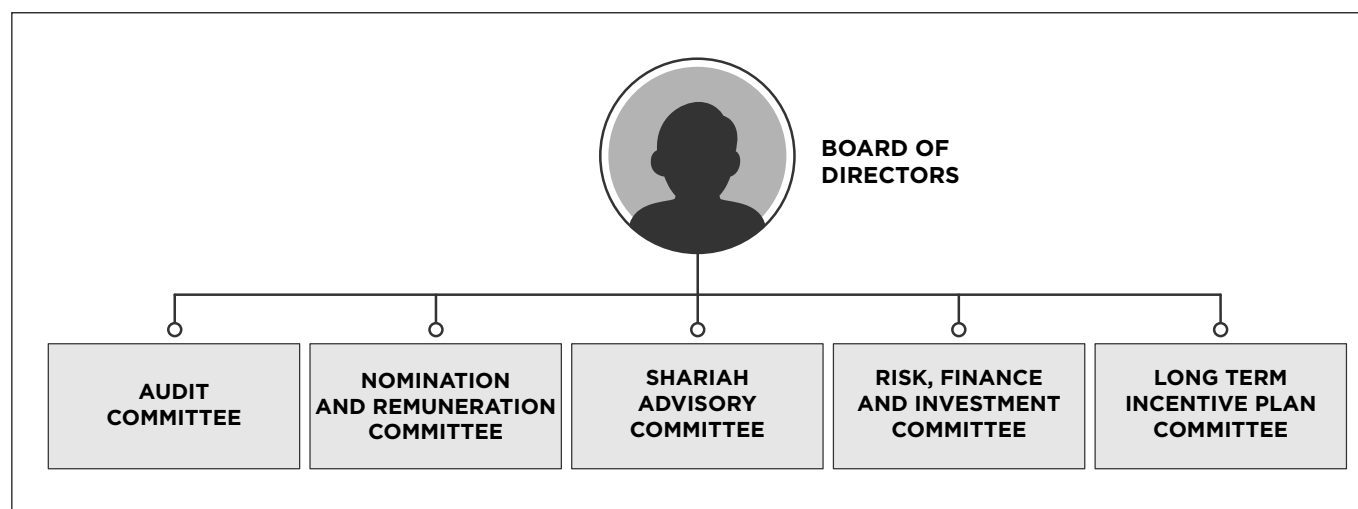 BOARD OF
DIRECTORS
AUDIT
COMMITTEE
NOMINATION
AND REMUNERATION
COMMITTEE
SHARIAH
ADVISORY
COMMITTEE
RISK, FINANCE
AND INVESTMENT
COMMITTEE
LONG TERM
INCENTIVE PLAN
COMMITTEE